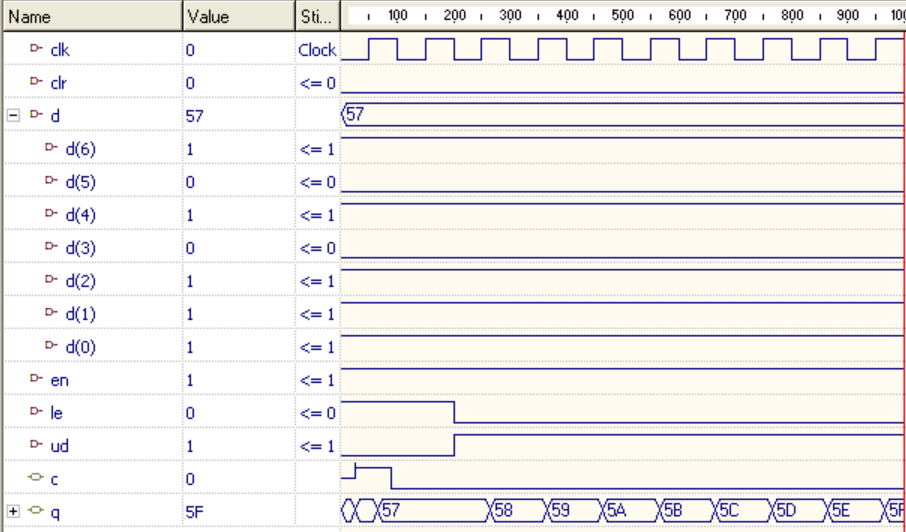 Name Value Sti... 100 200 300 400 500 600 700 800 900 10
clk 0 Clock
clr 0 <= 0
d 57 57
d(6) 1 <= 1
d(5) 0 <= 0
d(4) 1 <= 1
d(3) 0 <= 0
d(2) 1 <= 1
d(1) 1 <= 1
d(0) 1 <= 1
en 1 <= 1
le 0 <= 0
ud 1 <= 1
c 0
q 5F 57 58 59 5A 5B 5C 5D 5E 5F